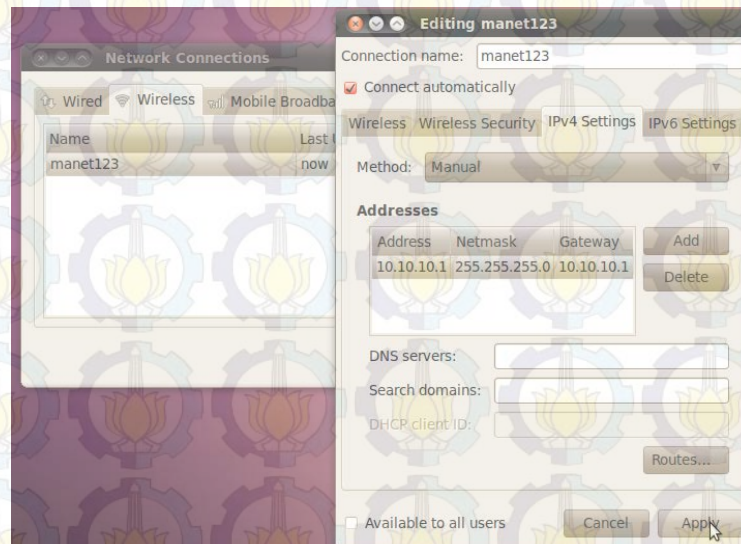 Network Connections
Wired
Wireless
Mobile Broadba
Name
Last U
manet123
now
Editing manet123
Connection name:
manet123
Connect automatically
Wireless
Wireless Security
IPv4 Settings
IPv6 Settings
Method:
Manual
Addresses
Address Netmask Gateway
10.10.10.1 255.255.255.0 10.10.10.1
Add
Delete
DNS servers:
Search domains:
DHCP client ID:
Routes...
Available to all users
Cancel
Apply